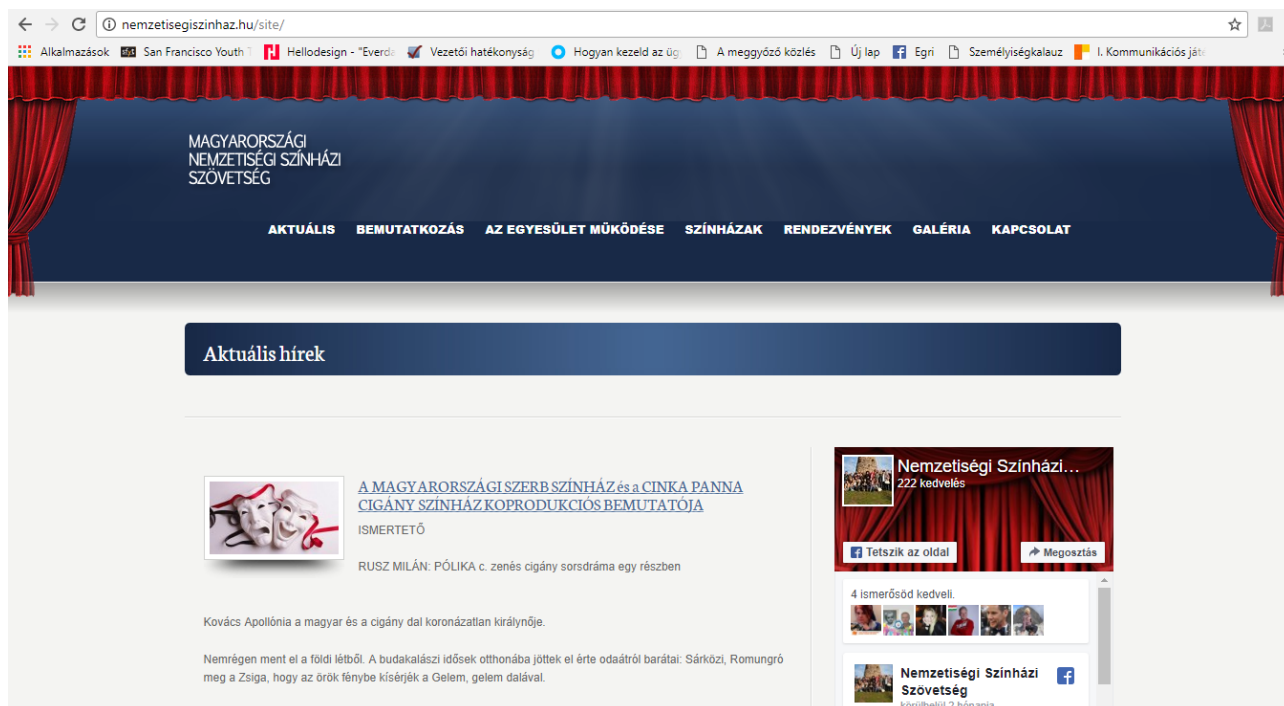 nemzetisegiszinhaz.hu/site/
Alkalmazások San Francisco Youth Hellodesign - "Everd Vezetői hatékonyság Hogyan kezeld az üg A meggyőző közlés Új lap Egri Személyiségkalauz I. Kommunikációs ját
MAGYARORSZÁGI
NEMZETISÉGI SZÍNHÁZI
SZÖVETSÉG
AKTUÁLIS BEMUTATKOZÁS AZ EGYESÜLET MŰKÖDÉSE SZÍNHÁZAK RENDEZVÉNYEK GALÉRIA KAPCSOLAT
Aktuális hírek
A MAGYARORSZÁGI SZERB SZÍNHÁZ és a CINKA PANNA
CIGÁNY SZÍNHÁZ KOPRODUKCIÓS BEMUTATÓJA
ISMERTETŐ
RUSZ MILÁN: PÓLIKA c. zenés cigány sorsdráma egy részben
Kovács Apollónia a magyar és a cigány dal koronázatlan királynője.
Nemrégen ment el a földi létből. A budakalászi idősek otthonába jöttek el érte odaátról barátai: Sárközi, Romungró
meg a Zsiga, hogy az örök fénybe kísérjék a Gelem, gelem dalával.
Nemzetiségi Színházi...
222 kedvelés
Tetszik az oldal Megosztás
4 ismerősöd kedveli.
Nemzetiségi Színházi
Szövetség
körülbelül 2 hónapja